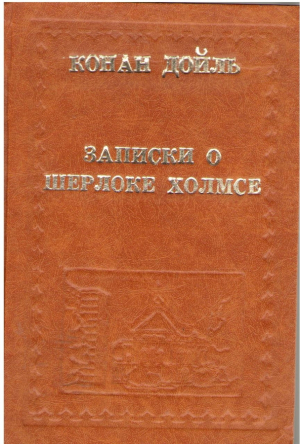 КОНАН ДОЙЛЬ
ЗАПИСКИ О
ШЕРЛОКЕ ХОЛМСЕ